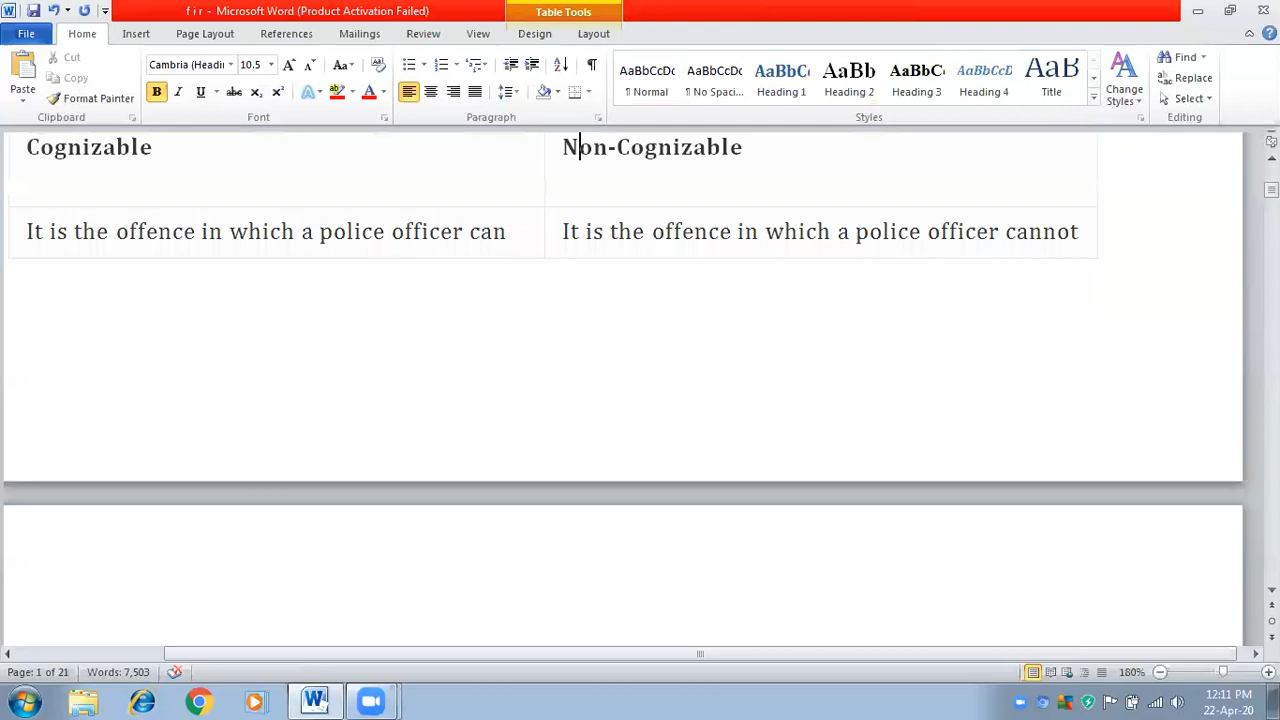 f i r - Microsoft Word (Product Activation Failed)
Table Tools
File Home Insert Page Layout References Mailings Review View Design Layout
Paste
Cut
Copy
Format Painter
Clipboard
Cambria (Headin 10.5
Font
Paragraph
AaBbCcDc AaBbCcDc AaBbC AaBb AaBbC AaBbCcD AaB
¶ Normal ¶ No Spaci... Heading 1 Heading 2 Heading 3 Heading 4 Title
Styles
Change
Styles
Find
Replace
Select
Editing
Cognizable Non-Cognizable
It is the offence in which a police officer can It is the offence in which a police officer cannot
Page: 1 of 21 Words: 7,503 180%
12:11 PM
22-Apr-20